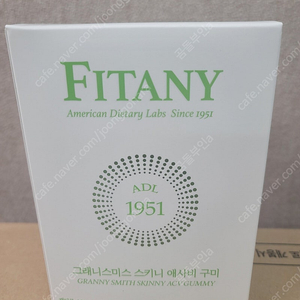 FITANY
American Dietary Labs Since 1951
ADL
1951
그래니스미스 스키니 애사비 구미
GRANNY SMITH SKINNY ACV GUMMY